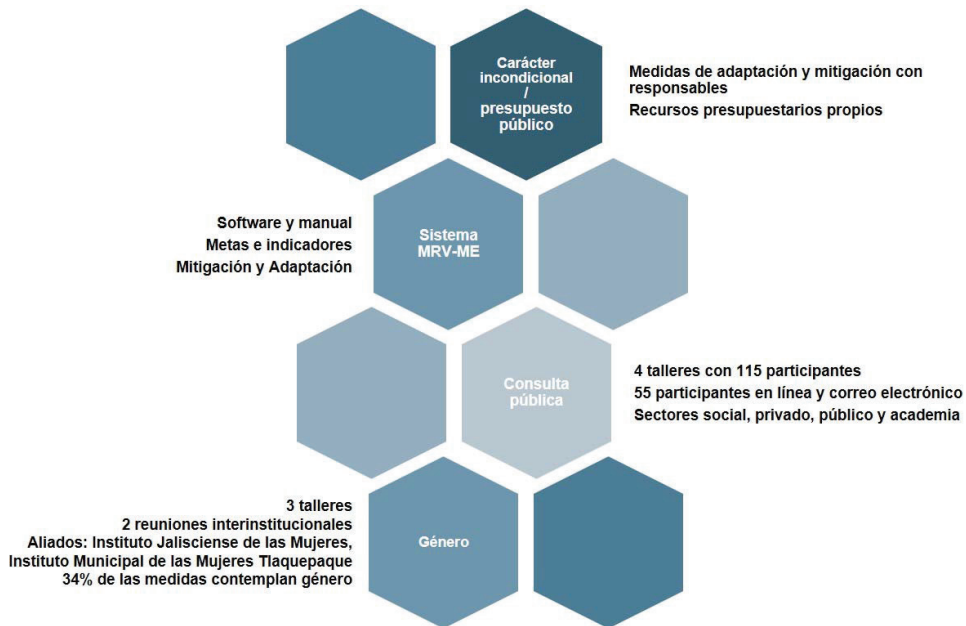 Carácter
incondicional
/
presupuesto
público
Medidas de adaptación y mitigación con
responsables
Recursos presupuestarios propios
Software y manual
Metas e indicadores
Mitigación y Adaptación
Sistema
MRV-ME
Consulta
pública
4 talleres con 115 participantes
55 participantes en línea y correo electrónico
Sectores social, privado, público y academia
3 talleres
2 reuniones interinstitucionales
Aliados: Instituto Jalisciense de las Mujeres,
Instituto Municipal de las Mujeres Tlaquepaque
34% de las medidas contemplan género
Género